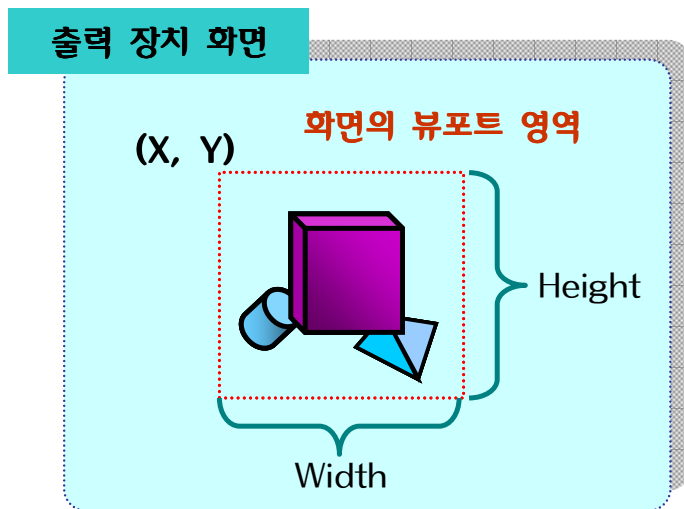 출력 장치 화면
화면의 뷰포트 영역
(X, Y)
Height
Width